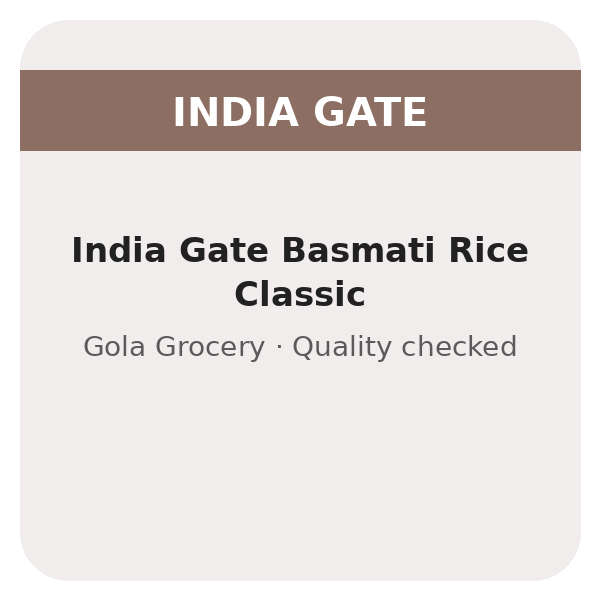 INDIA GATE
India Gate Basmati Rice
Classic
Gola Grocery · Quality checked